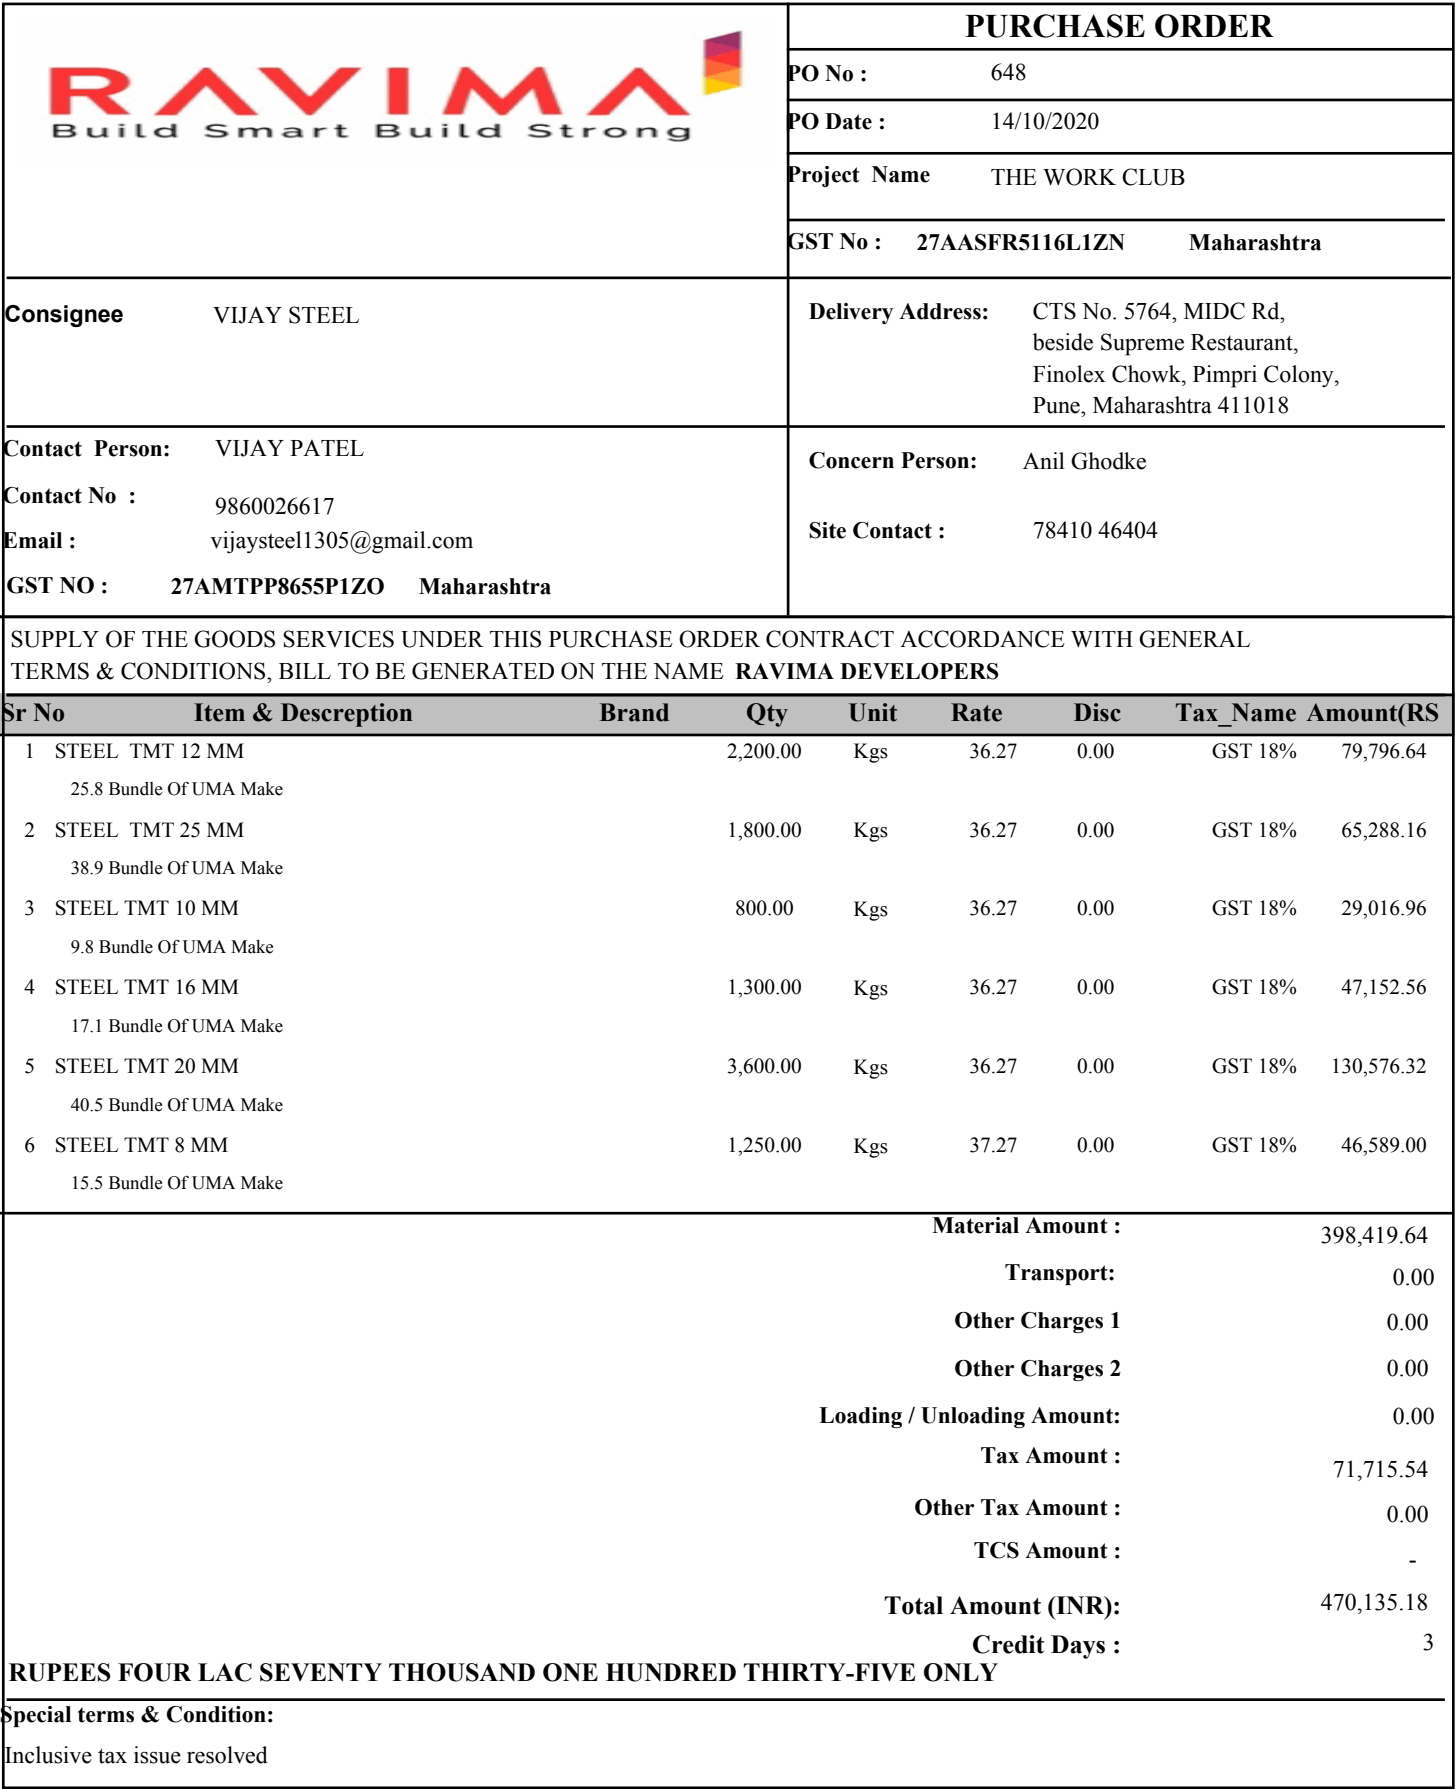 RAVIMA
Build Smart Build Strong
PURCHASE ORDER
PO No : 648
PO Date : 14/10/2020
Project Name THE WORK CLUB
GST No : 27AASFR5116L1ZN Maharashtra
Consignee VIJAY STEEL
Delivery Address: CTS No. 5764, MIDC Rd,
beside Supreme Restaurant,
Finolex Chowk, Pimpri Colony,
Pune, Maharashtra 411018
Contact Person: VIJAY PATEL
Contact No : 9860026617
Email : vijaysteel1305@gmail.com
GST NO : 27AMTPP8655P1ZO Maharashtra
Concern Person: Anil Ghodke
Site Contact : 78410 46404
SUPPLY OF THE GOODS SERVICES UNDER THIS PURCHASE ORDER CONTRACT ACCORDANCE WITH GENERAL
TERMS & CONDITIONS, BILL TO BE GENERATED ON THE NAME RAVIMA DEVELOPERS
Sr No Item & Descreption Brand Qty Unit Rate Disc Tax_Name Amount(RS
1 STEEL TMT 12 MM 2,200.00 Kgs 36.27 0.00 GST 18% 79,796.64
25.8 Bundle Of UMA Make
2 STEEL TMT 25 MM 1,800.00 Kgs 36.27 0.00 GST 18% 65,288.16
38.9 Bundle Of UMA Make
3 STEEL TMT 10 MM 800.00 Kgs 36.27 0.00 GST 18% 29,016.96
9.8 Bundle Of UMA Make
4 STEEL TMT 16 MM 1,300.00 Kgs 36.27 0.00 GST 18% 47,152.56
17.1 Bundle Of UMA Make
5 STEEL TMT 20 MM 3,600.00 Kgs 36.27 0.00 GST 18% 130,576.32
40.5 Bundle Of UMA Make
6 STEEL TMT 8 MM 1,250.00 Kgs 37.27 0.00 GST 18% 46,589.00
15.5 Bundle Of UMA Make
Material Amount : 398,419.64
Transport: 0.00
Other Charges 1 0.00
Other Charges 2 0.00
Loading / Unloading Amount: 0.00
Tax Amount : 71,715.54
Other Tax Amount : 0.00
TCS Amount : -
Total Amount (INR): 470,135.18
Credit Days : 3
RUPEES FOUR LAC SEVENTY THOUSAND ONE HUNDRED THIRTY-FIVE ONLY
Special terms & Condition:
Inclusive tax issue resolved